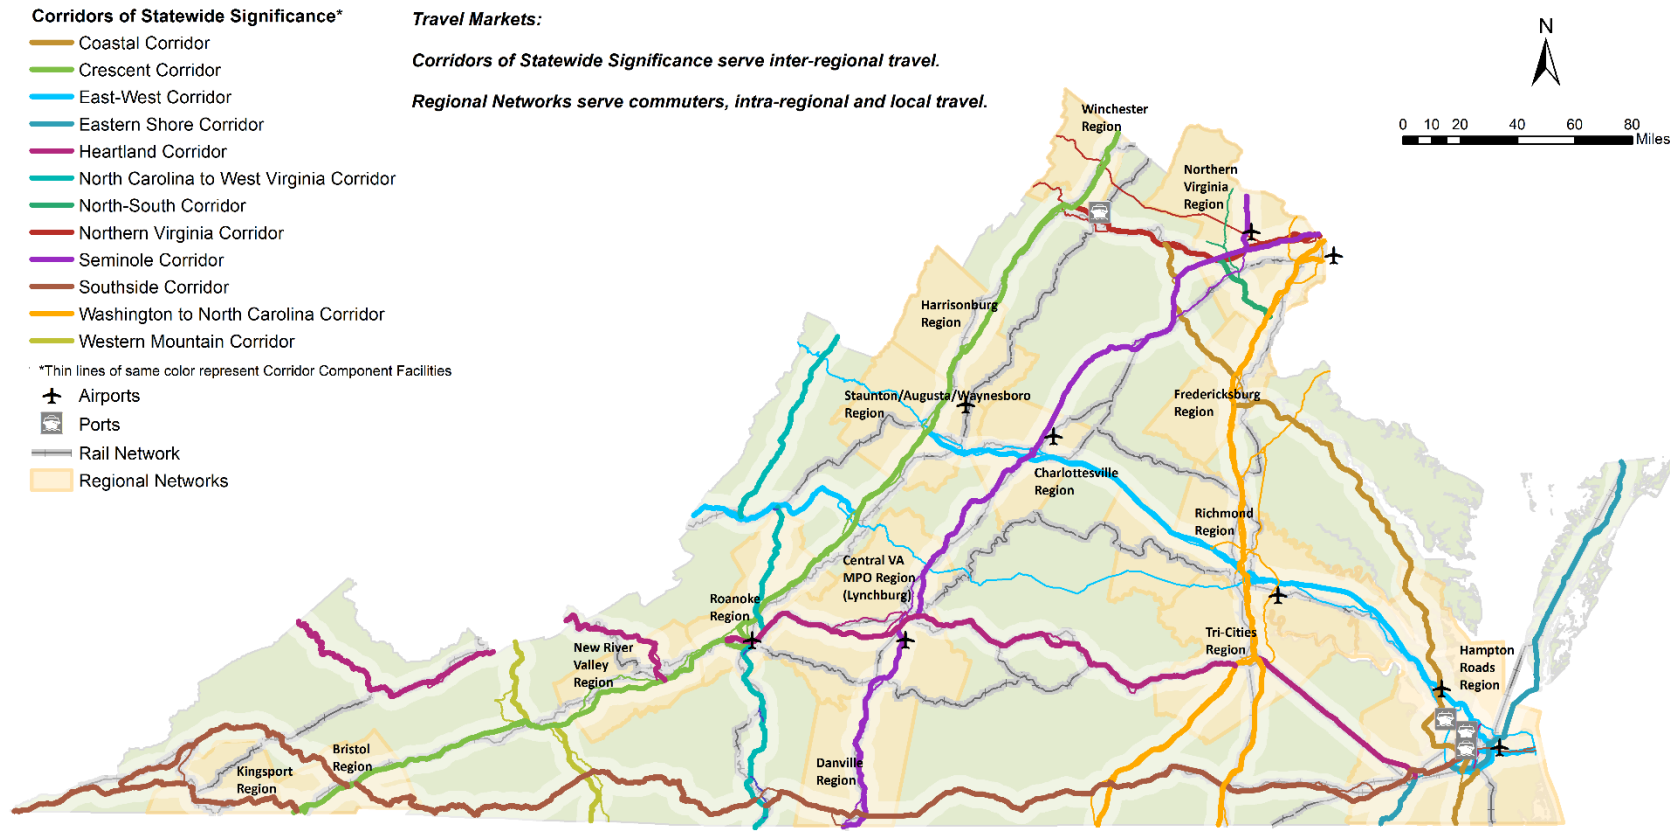 Corridors of Statewide Significance*
Coastal Corridor
Crescent Corridor
East-West Corridor
Eastern Shore Corridor
Heartland Corridor
North Carolina to West Virginia Corridor
North-South Corridor
Northern Virginia Corridor
Seminole Corridor
Southside Corridor
Washington to North Carolina Corridor
Western Mountain Corridor
*Thin lines of same color represent Corridor Component Facilities
Airports
Ports
Rail Network
Regional Networks
Travel Markets:
Corridors of Statewide Significance serve inter-regional travel.
Regional Networks serve commuters, intra-regional and local travel.
N
0 10 20 40 60 80
Miles
Winchester
Region
Northern
Virginia
Region
Harrisonburg
Region
Staunton/Augusta/Waynesboro
Region
Fredericksburg
Region
Charlottesville
Region
Richmond
Region
Central VA
MPO Region
(Lynchburg)
Roanoke
Region
Tri-Cities
Region
New River
Valley
Region
Hampton
Roads
Region
Bristol
Region
Kingsport
Region
Danville
Region